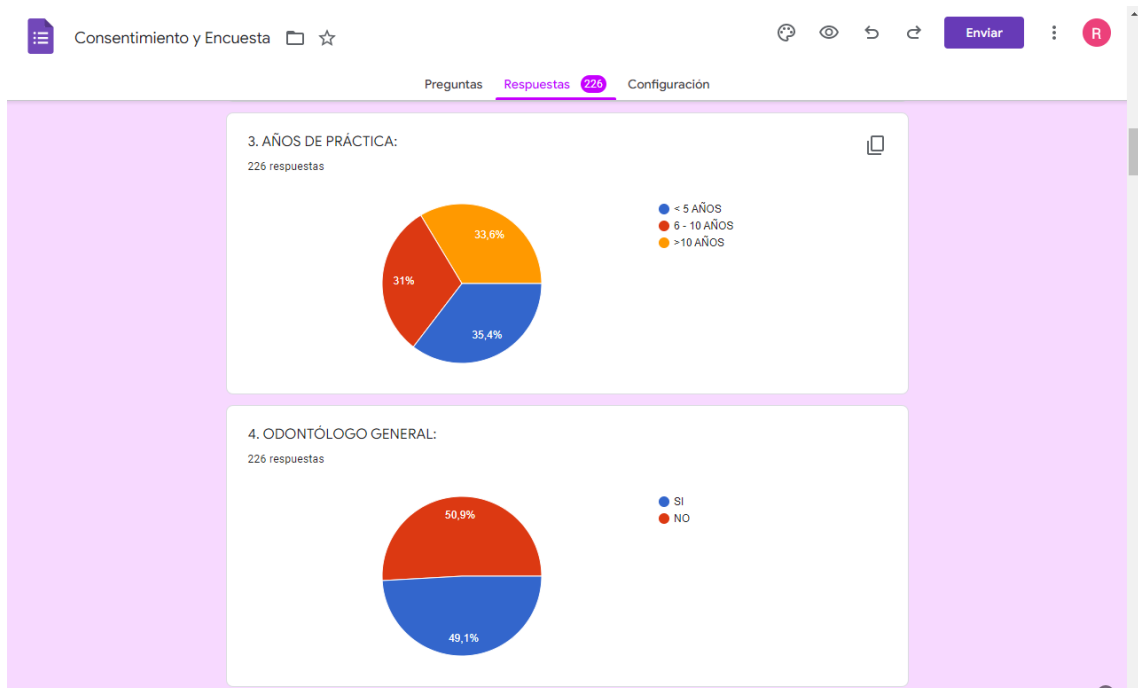 Consentimiento y Encuesta
Enviar
R
Preguntas Respuestas 226 Configuración
3. AÑOS DE PRÁCTICA:
226 respuestas
< 5 AÑOS
6 - 10 AÑOS
>10 AÑOS
33,6%
31%
35,4%
4. ODONTÓLOGO GENERAL:
226 respuestas
SI
NO
50,9%
49,1%